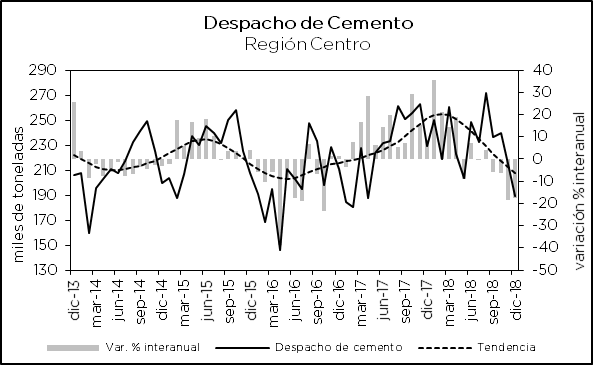 Despacho de Cemento
Región Centro
290
270
250
230
210
190
170
150
130
miles de toneladas
40
30
20
10
0
-10
-20
-30
-40
-50
variación % interanual
dic-13
mar-14
jun-14
sep-14
dic-14
mar-15
jun-15
sep-15
dic-15
mar-16
jun-16
sep-16
dic-16
mar-17
jun-17
sep-17
dic-17
mar-18
jun-18
sep-18
dic-18
Var. % interanual
Despacho de cemento
Tendencia